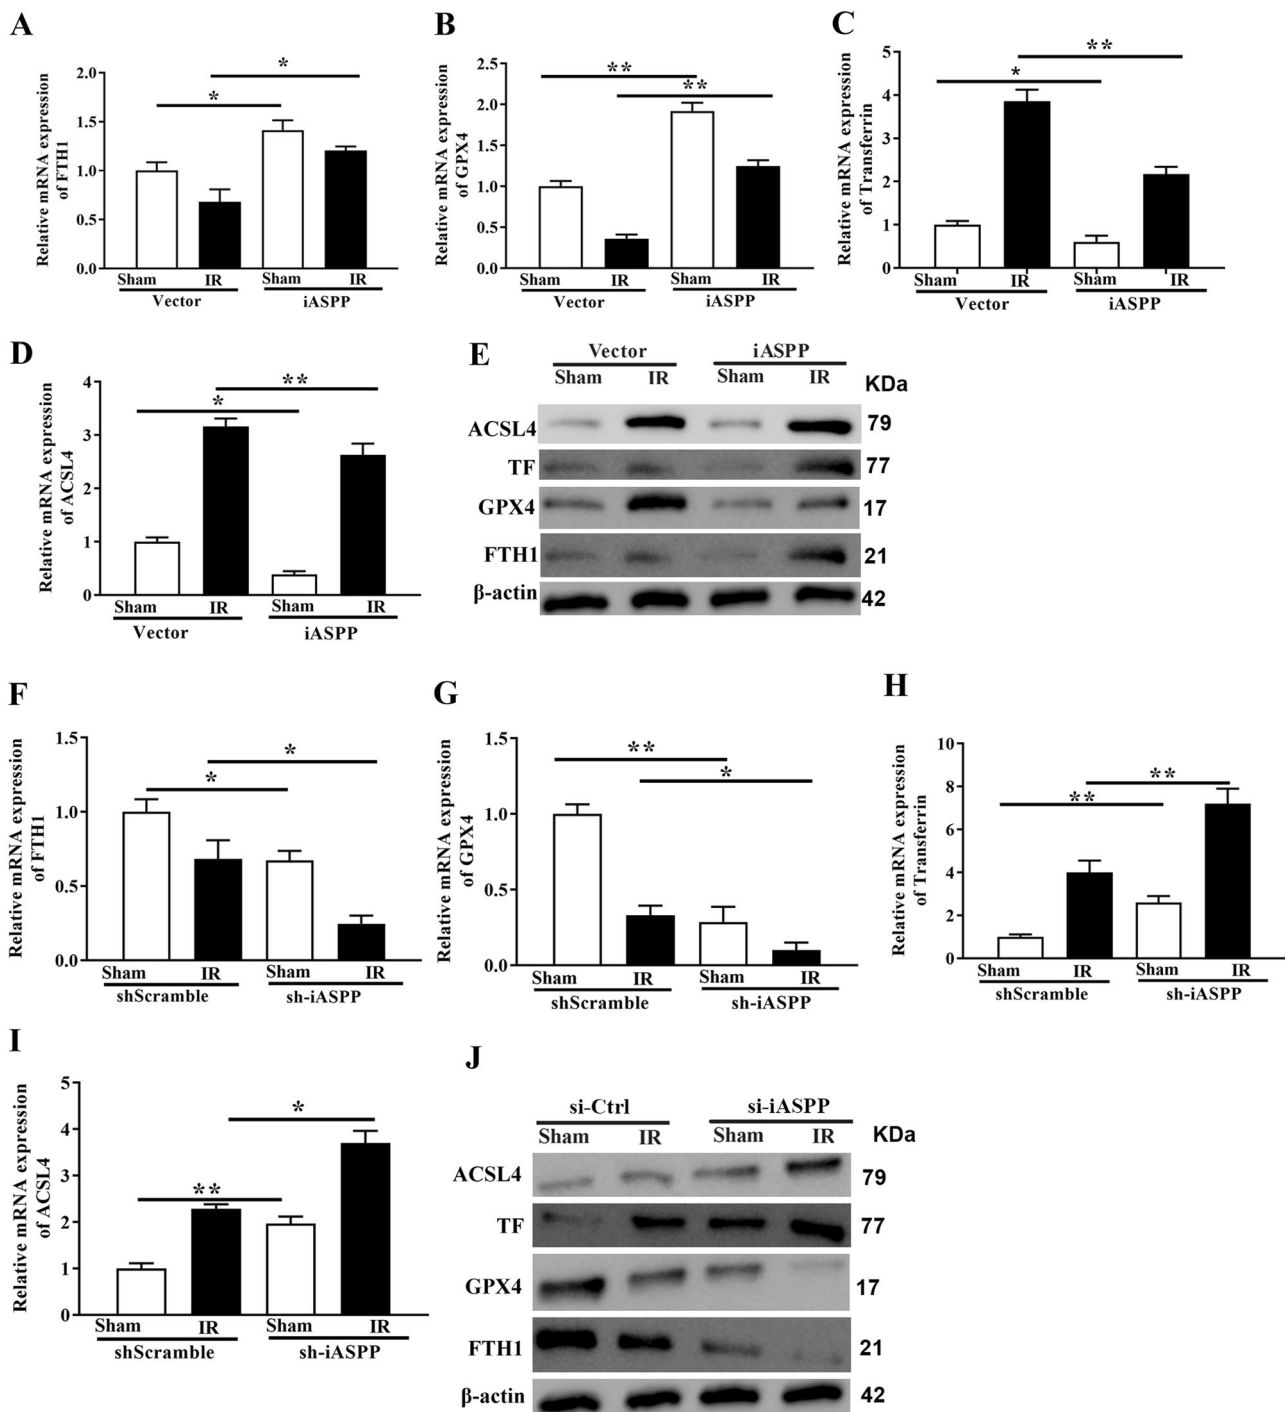 A
Relative mRNA expression
of FTH1
2.0
1.5
1.0
0.5
0.0
*
*
Sham
IR
Sham
IR
Vector
iASPP
B
Relative mRNA expression
of GPX4
2.5
2.0
1.5
1.0
0.5
0.0
**
**
Sham
IR
Sham
IR
Vector
iASPP
C
Relative mRNA expression
of Transferrin
5
4
3
2
1
0
**
*
Sham
IR
Sham
IR
Vector
iASPP
D
Relative mRNA expression
of ACSL4
4
3
2
1
0
**
*
Sham
IR
Sham
IR
Vector
iASPP
E
Vector
iASPP
Sham
IR
Sham
IR
KDa
ACSL4
79
TF
77
GPX4
17
FTH1
21
β-actin
42
F
Relative mRNA expression
of FTH1
1.5
1.0
0.5
0.0
*
*
Sham
IR
Sham
IR
shScramble
sh-iASPP
G
Relative mRNA expression
of GPX4
1.5
1.0
0.5
0.0
**
*
Sham
IR
Sham
IR
shScramble
sh-iASPP
H
Relative mRNA expression
of Transferrin
10
8
6
4
2
0
**
**
Sham
IR
Sham
IR
shScramble
sh-iASPP
I
Relative mRNA expression
of ACSL4
5
4
3
2
1
0
*
**
Sham
IR
Sham
IR
shScramble
sh-iASPP
J
si-Ctrl
si-iASPP
Sham
IR
Sham
IR
KDa
ACSL4
79
TF
77
GPX4
17
FTH1
21
β-actin
42